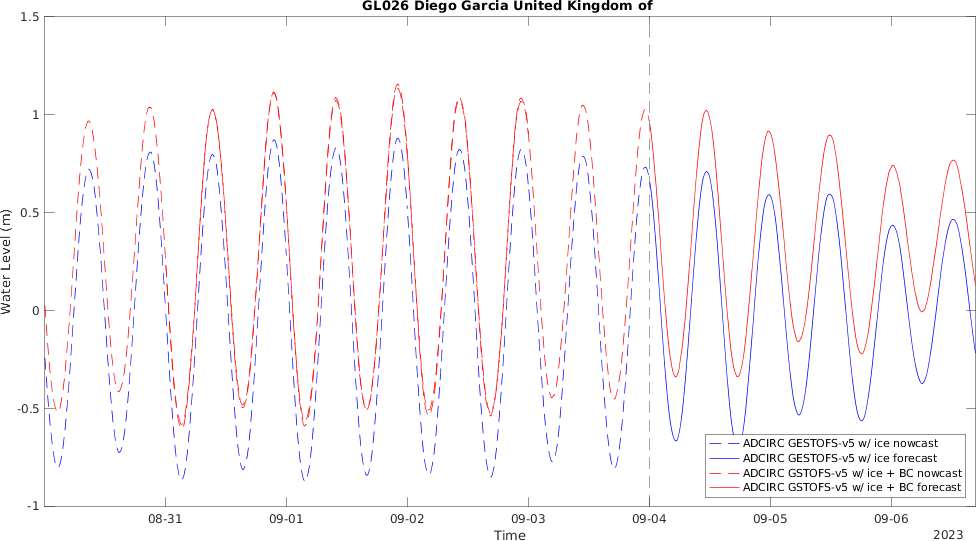 GL026 Diego Garcia United Kingdom of
1.5
1
0.5
0
-0.5
-1
Water Level (m)
ADCIRC GESTOFS-v5 w/ ice nowcast
ADCIRC GESTOFS-v5 w/ ice forecast
ADCIRC GSTOFS-v5 w/ ice + BC nowcast
ADCIRC GSTOFS-v5 w/ ice + BC forecast
08-31 09-01 09-02 09-03 09-04 09-05 09-06
Time
2023